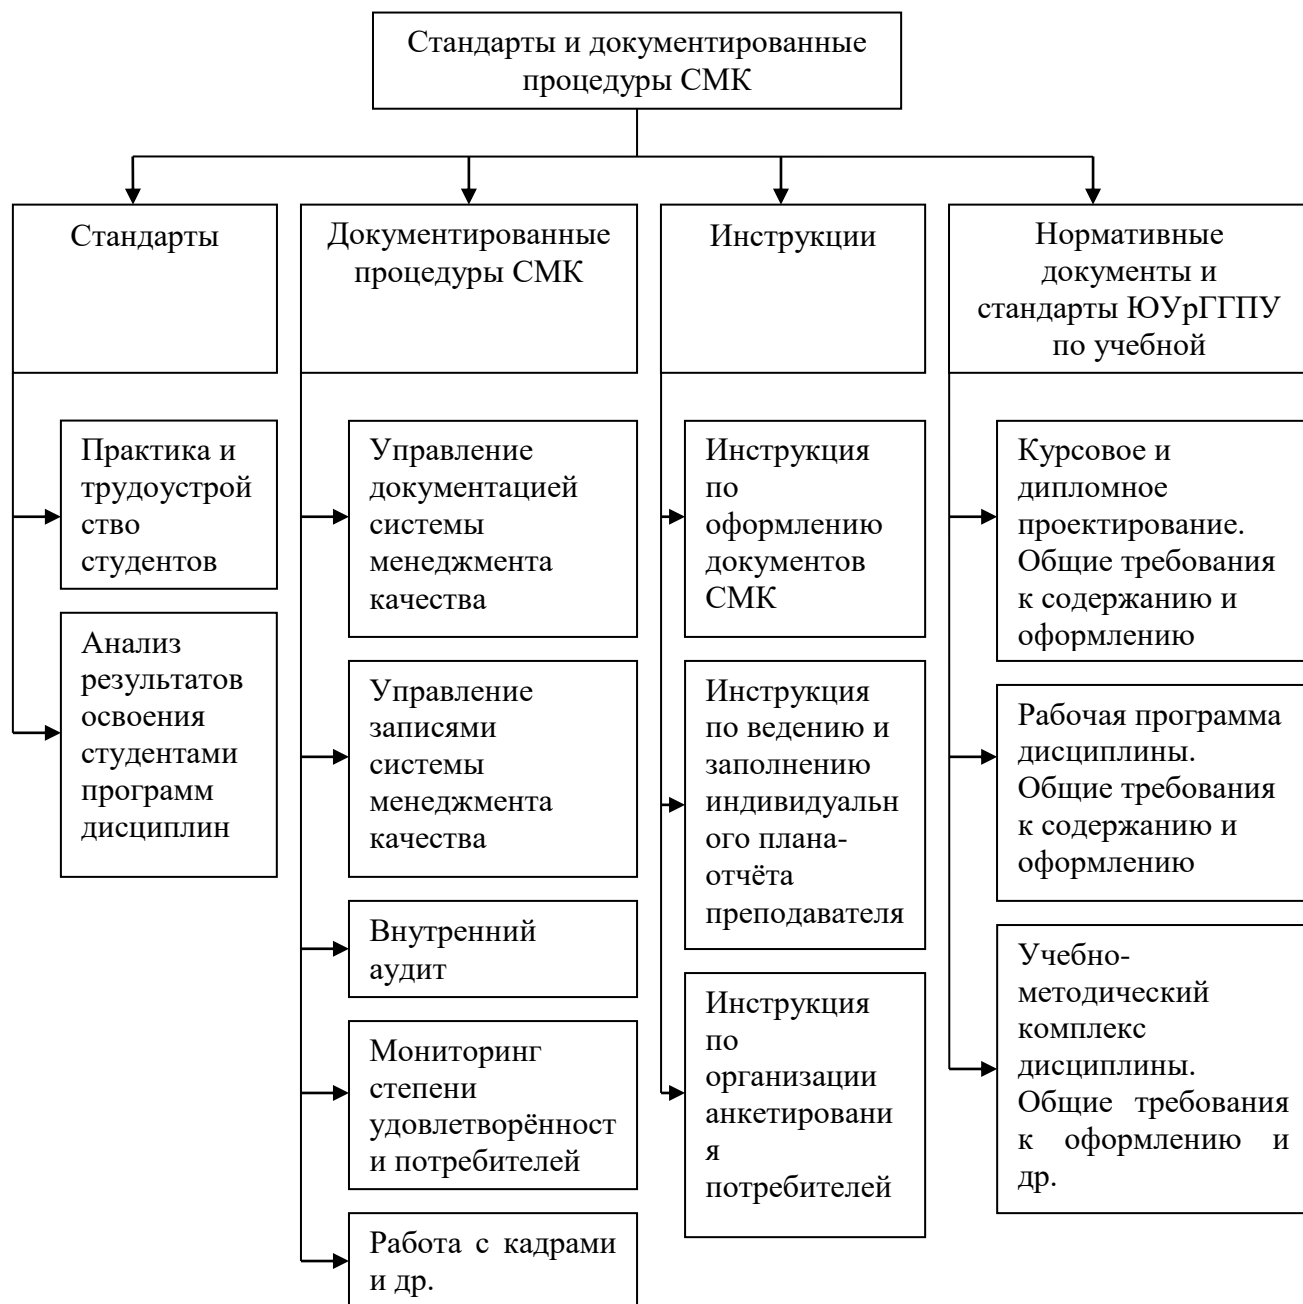 Стандарты и документированные
процедуры СМК
Стандарты
Документированные
процедуры СМК
Инструкции
Нормативные
документы и
стандарты ЮУрГГПУ
по учебной
Практика и
трудоустрой
ство
студентов
Анализ
результатов
освоения
студентами
программ
дисциплин
Управление
документацией
системы
менеджмента
качества
Управление
записями
системы
менеджмента
качества
Внутренний
аудит
Мониторинг
степени
удовлетворённост
и потребителей
Работа с кадрами
и др.
Инструкция
по
оформлению
документов
СМК
Инструкция
по ведению и
заполнению
индивидуальн
ого плана-
отчёта
преподавателя
Инструкция
по
организации
анкетировани
я
потребителей
Курсовое и
дипломное
проектирование.
Общие требования
к содержанию и
оформлению
Рабочая программа
дисциплины.
Общие требования
к содержанию и
оформлению
Учебно-
методический
комплекс
дисциплины.
Общие требования
к оформлению и
др.